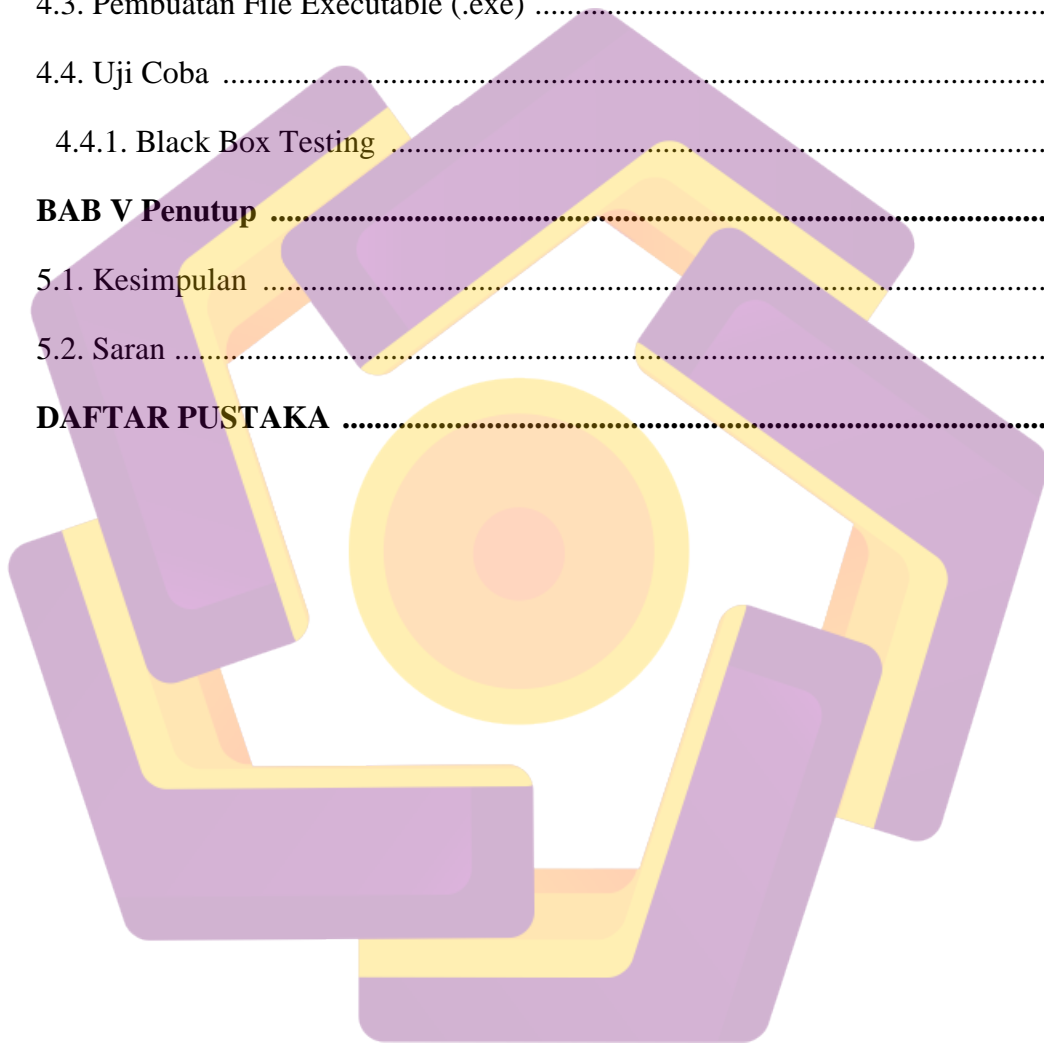 4.3. Pembuatan File Executable (.exe) ................................................................
4.4. Uji Coba ........................................................................................................
4.4.1. Black Box Testing ...................................................................................
BAB V Penutup ..................................................................................................
5.1. Kesimpulan ...................................................................................................
5.2. Saran ..............................................................................................................
DAFTAR PUSTAKA .........................................................................................